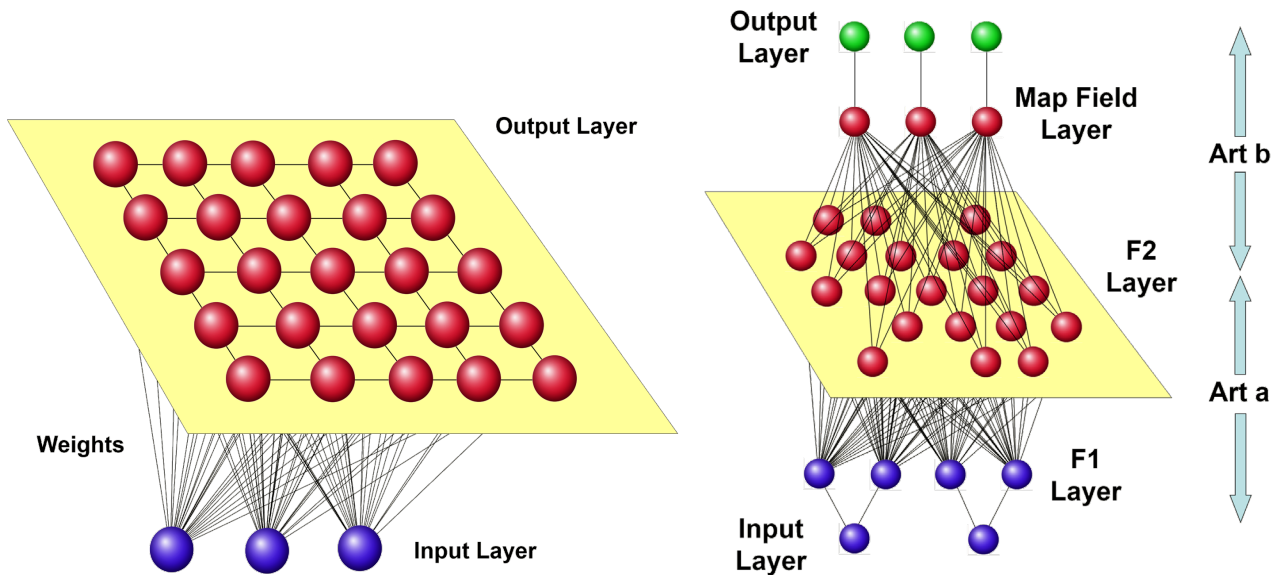 Output Layer
Weights
Input Layer
Output
Layer
Map Field
Layer
Art b
F2
Layer
Art a
F1
Layer
Input
Layer